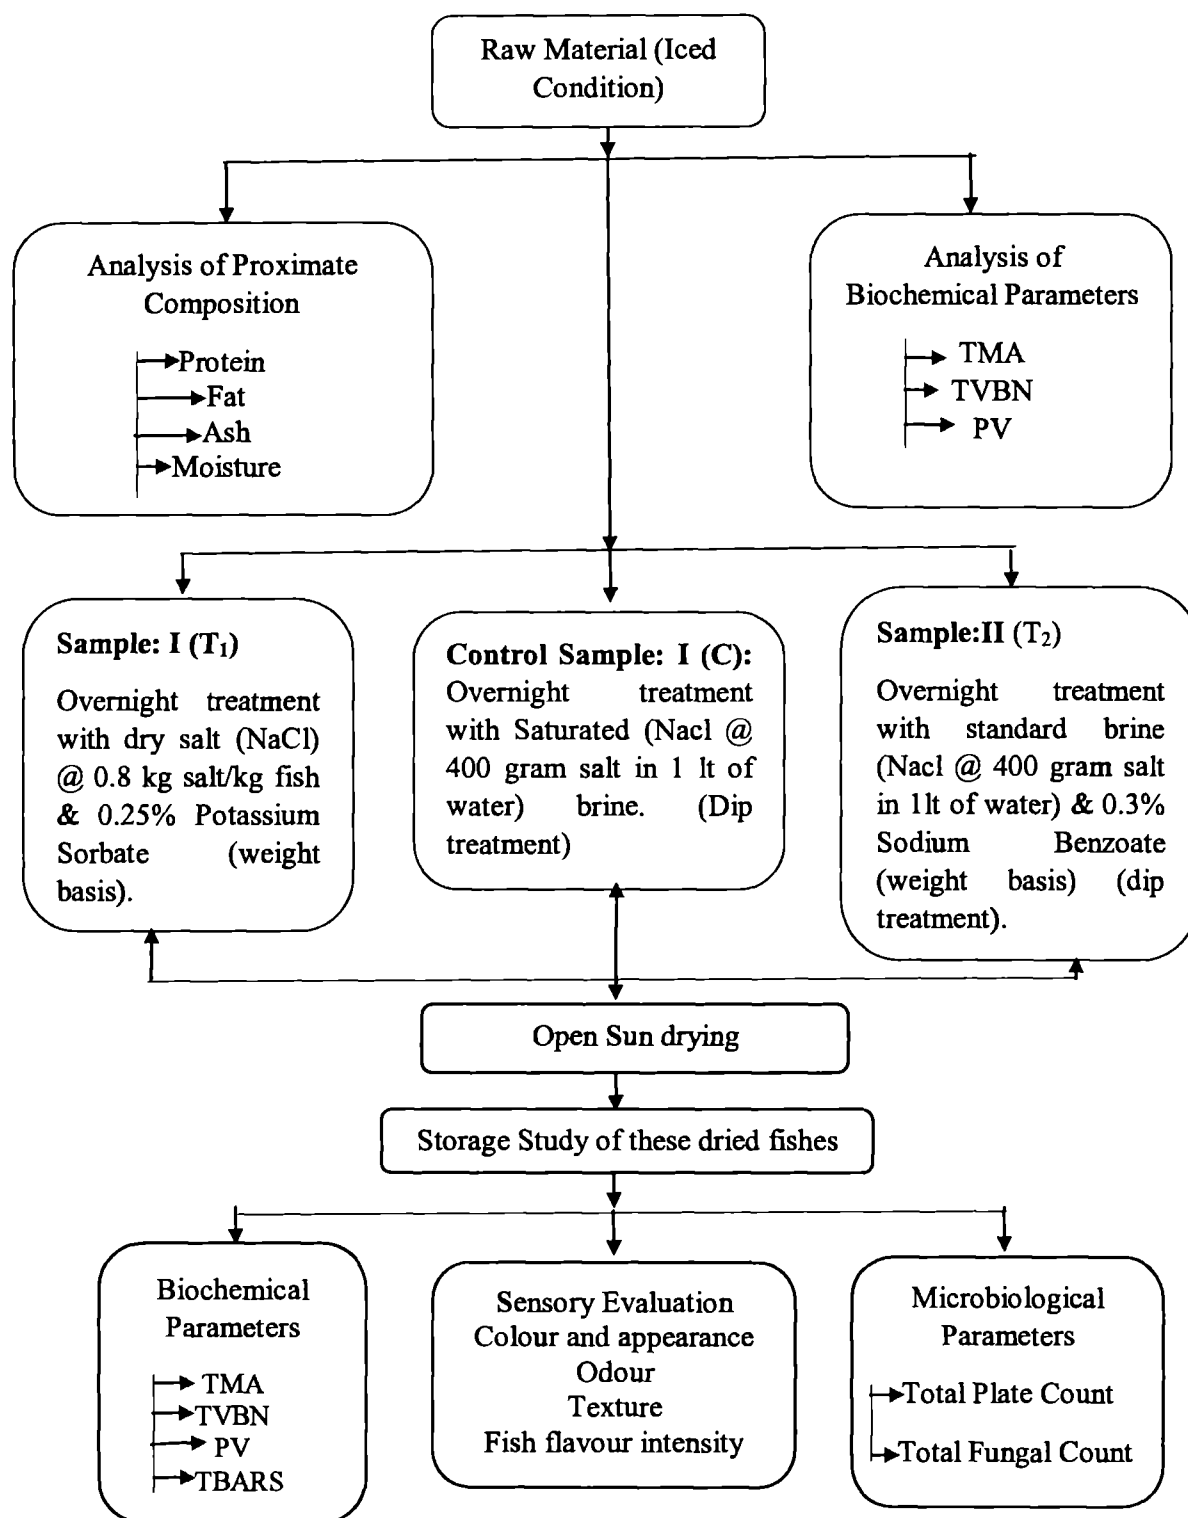 Raw Material (Iced
Condition)
Analysis of Proximate
Composition
Protein
Fat
Ash
Moisture
Analysis of
Biochemical Parameters
TMA
TVBN
PV
Sample: I (T₁)
Overnight treatment
with dry salt (NaCl)
@ 0.8 kg salt/kg fish
& 0.25% Potassium
Sorbate (weight
basis).
Control Sample: I (C):
Overnight treatment
with Saturated (Nacl @
400 gram salt in 1 lt of
water) brine. (Dip
treatment)
Sample:II (T₂)
Overnight treatment
with standard brine
(Nacl @ 400 gram salt
in 1lt of water) & 0.3%
Sodium Benzoate
(weight basis) (dip
treatment).
Open Sun drying
Storage Study of these dried fishes
Biochemical
Parameters
TMA
TVBN
PV
TBARS
Sensory Evaluation
Colour and appearance
Odour
Texture
Fish flavour intensity
Microbiological
Parameters
Total Plate Count
Total Fungal Count